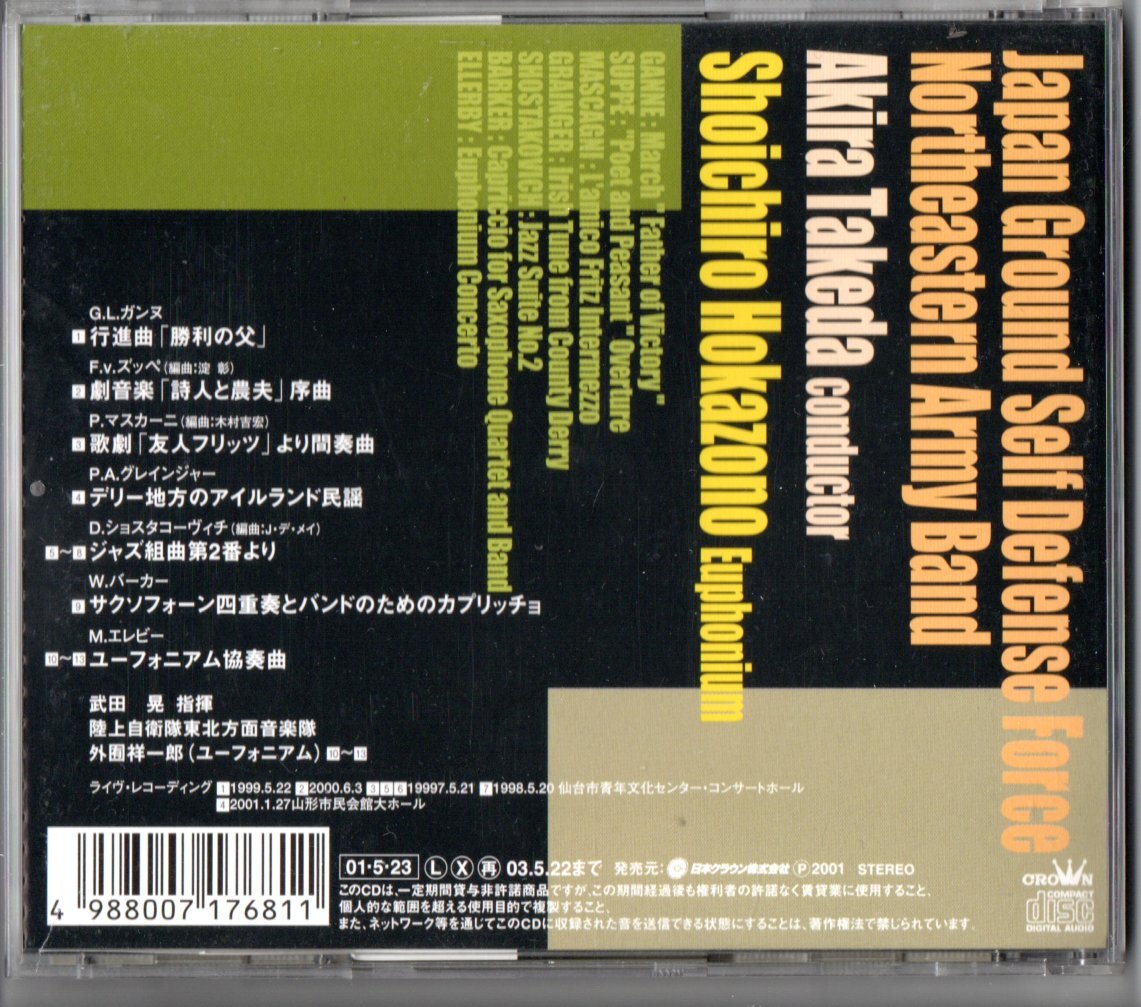 Japan Ground Self Defense Force
Northeastern Army Band
Akira Takeda conductor
Shoichiro Hokazono Euphonium
GANNE : March "Father of Victory"
SUPPE : "Poet and Peasant" Overture
MASCAGNI : L'amico Fritz Intermezzo
GRAINGER : Irish Tune from County Derry
SHOSTAKOVICH : Jazz Suite No.2
BARKER : Capriccio for Saxophone Quartet and Band
ELLERBY : Euphonium Concerto
G.L.ガンヌ
1 行進曲「勝利の父」
F.v.ズッペ(編曲:淀 彰)
2 劇音楽「詩人と農夫」序曲
P.マスカーニ(編曲:木村吉宏)
3 歌劇「友人フリッツ」より間奏曲
P.A.グレインジャー
4 デリー地方のアイルランド民謡
D.ショスタコーヴィチ(編曲:J・デ・メイ)
5~8 ジャズ組曲第2番より
W.バーカー
9 サクソフォーン四重奏とバンドのためのカプリッチョ
M.エレビー
10~13 ユーフォニアム協奏曲
武田 晃 指揮
陸上自衛隊東北方面音楽隊
外囿祥一郎(ユーフォニアム) 10~13
ライヴ・レコーディング 1 1999.5.22 2 2000.6.3 3 5 6 19997.5.21 7 1998.5.20 仙台市青年文化センター・コンサートホール
4 2001.1.27山形市民会館大ホール
01・5・23 L X 再 03.5.22まで 発売元: 日本クラウン株式会社 P 2001 STEREO
このCDは、一定期間貸与非許諾商品ですが、この期間経過後も権利者の許諾なく賃貸業に使用すること、
個人的な範囲を超える使用目的で複製すること、
また、ネットワーク等を通じてこのCDに収録された音を送信できる状態にすることは、著作権法で禁じられています。
4 988007 176811
CROWN
COMPACT
disc
DIGITAL AUDIO